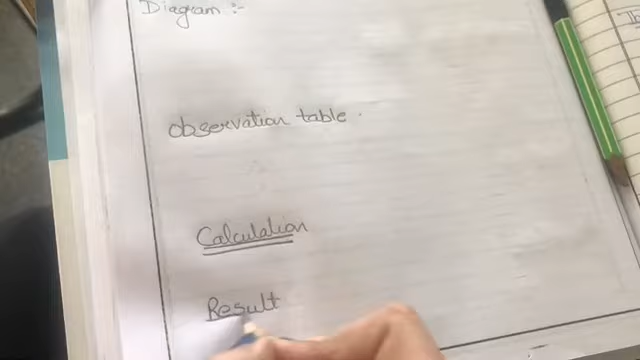 Diagram :-
observation table .
Calculation
Result